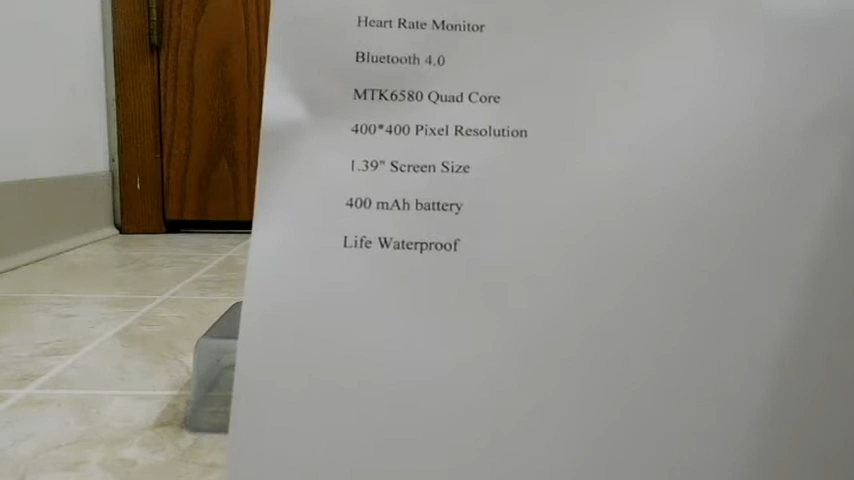 Heart Rate Monitor
Bluetooth 4.0
MTK6580 Quad Core
400*400 Pixel Resolution
1.39" Screen Size
400 mAh battery
Life Waterproof